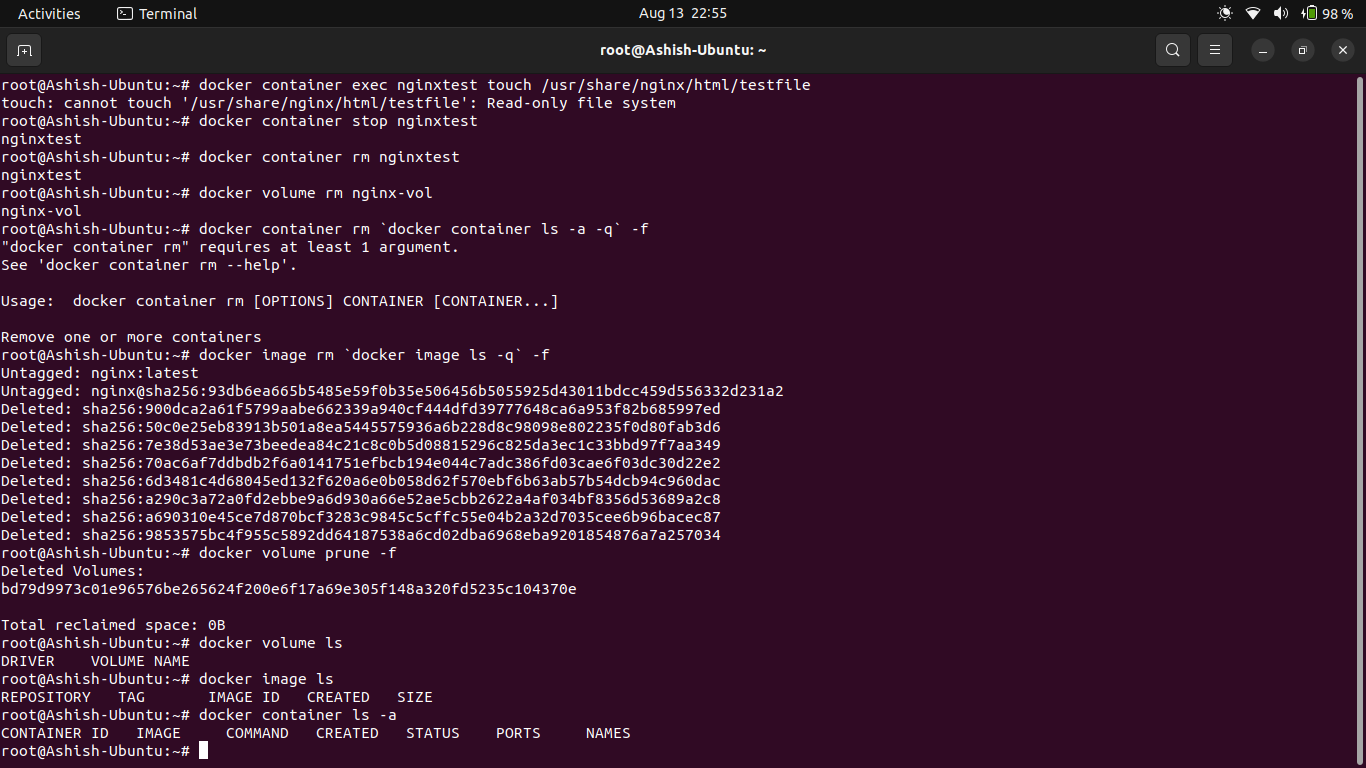 Activities Terminal Aug 13 22:55 98 %
root@Ashish-Ubuntu: ~
root@Ashish-Ubuntu:~# docker container exec nginxtest touch /usr/share/nginx/html/testfile
touch: cannot touch '/usr/share/nginx/html/testfile': Read-only file system
root@Ashish-Ubuntu:~# docker container stop nginxtest
nginxtest
root@Ashish-Ubuntu:~# docker container rm nginxtest
nginxtest
root@Ashish-Ubuntu:~# docker volume rm nginx-vol
nginx-vol
root@Ashish-Ubuntu:~# docker container rm `docker container ls -a -q` -f
"docker container rm" requires at least 1 argument.
See 'docker container rm --help'.

Usage:  docker container rm [OPTIONS] CONTAINER [CONTAINER...]

Remove one or more containers
root@Ashish-Ubuntu:~# docker image rm `docker image ls -q` -f
Untagged: nginx:latest
Untagged: nginx@sha256:93db6ea665b5485e59f0b35e506456b5055925d43011bdcc459d556332d231a2
Deleted: sha256:900dca2a61f5799aabe662339a940cf444dfd39777648ca6a953f82b685997ed
Deleted: sha256:50c0e25eb83913b501a8ea5445575936a6b228d8c98098e802235f0d80fab3d6
Deleted: sha256:7e38d53ae3e73beedea84c21c8c0b5d08815296c825da3ec1c33bbd97f7aa349
Deleted: sha256:70ac6af7ddbdb2f6a0141751efbcb194e044c7adc386fd03cae6f03dc30d22e2
Deleted: sha256:6d3481c4d68045ed132f620a6e0b058d62f570ebf6b63ab57b54dcb94c960dac
Deleted: sha256:a290c3a72a0fd2ebbe9a6d930a66e52ae5cbb2622a4af034bf8356d53689a2c8
Deleted: sha256:a690310e45ce7d870bcf3283c9845c5cffc55e04b2a32d7035cee6b96bacec87
Deleted: sha256:9853575bc4f955c5892dd64187538a6cd02dba6968eba9201854876a7a257034
root@Ashish-Ubuntu:~# docker volume prune -f
Deleted Volumes:
bd79d9973c01e96576be265624f200e6f17a69e305f148a320fd5235c104370e

Total reclaimed space: 0B
root@Ashish-Ubuntu:~# docker volume ls
DRIVER    VOLUME NAME
root@Ashish-Ubuntu:~# docker image ls
REPOSITORY   TAG       IMAGE ID   CREATED   SIZE
root@Ashish-Ubuntu:~# docker container ls -a
CONTAINER ID   IMAGE     COMMAND   CREATED   STATUS    PORTS     NAMES
root@Ashish-Ubuntu:~#